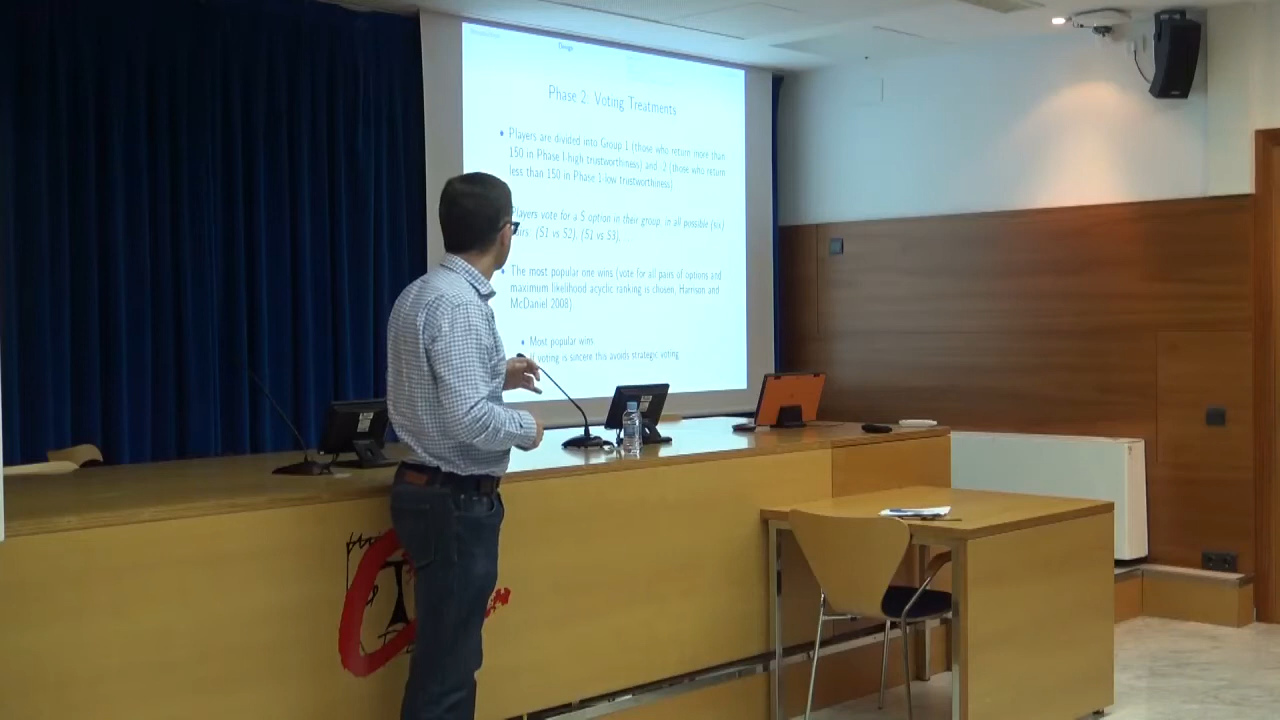 Design
Phase 2: Voting Treatments
Players are divided into Group 1 (those who return more than
150 in Phase I-high trustworthiness) and 2 (those who return
less than 150 in Phase 1-low trustworthiness)
Players vote for a S option in their group, in all possible (six)
(S1 vs S2), (S1 vs S3),
The most popular one wins (vote for all pairs of options and
maximum likelihood acyclic ranking is chosen, Harrison and
McDaniel 2008)
Most popular wins
If voting is sincere this avoids strategic voting